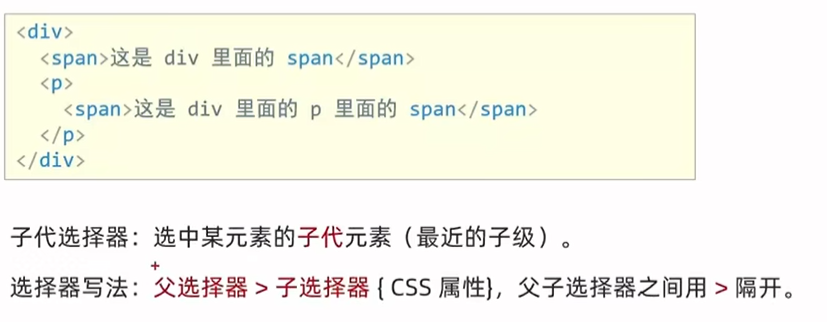 <div>
<span>这是 div 里面的 span</span>
<p>
<span>这是 div 里面的 p 里面的 span</span>
</p>
</div>
子代选择器：选中某元素的子代元素（最近的子级）。
选择器写法：父选择器 > 子选择器 { CSS 属性}，父子选择器之间用 > 隔开。